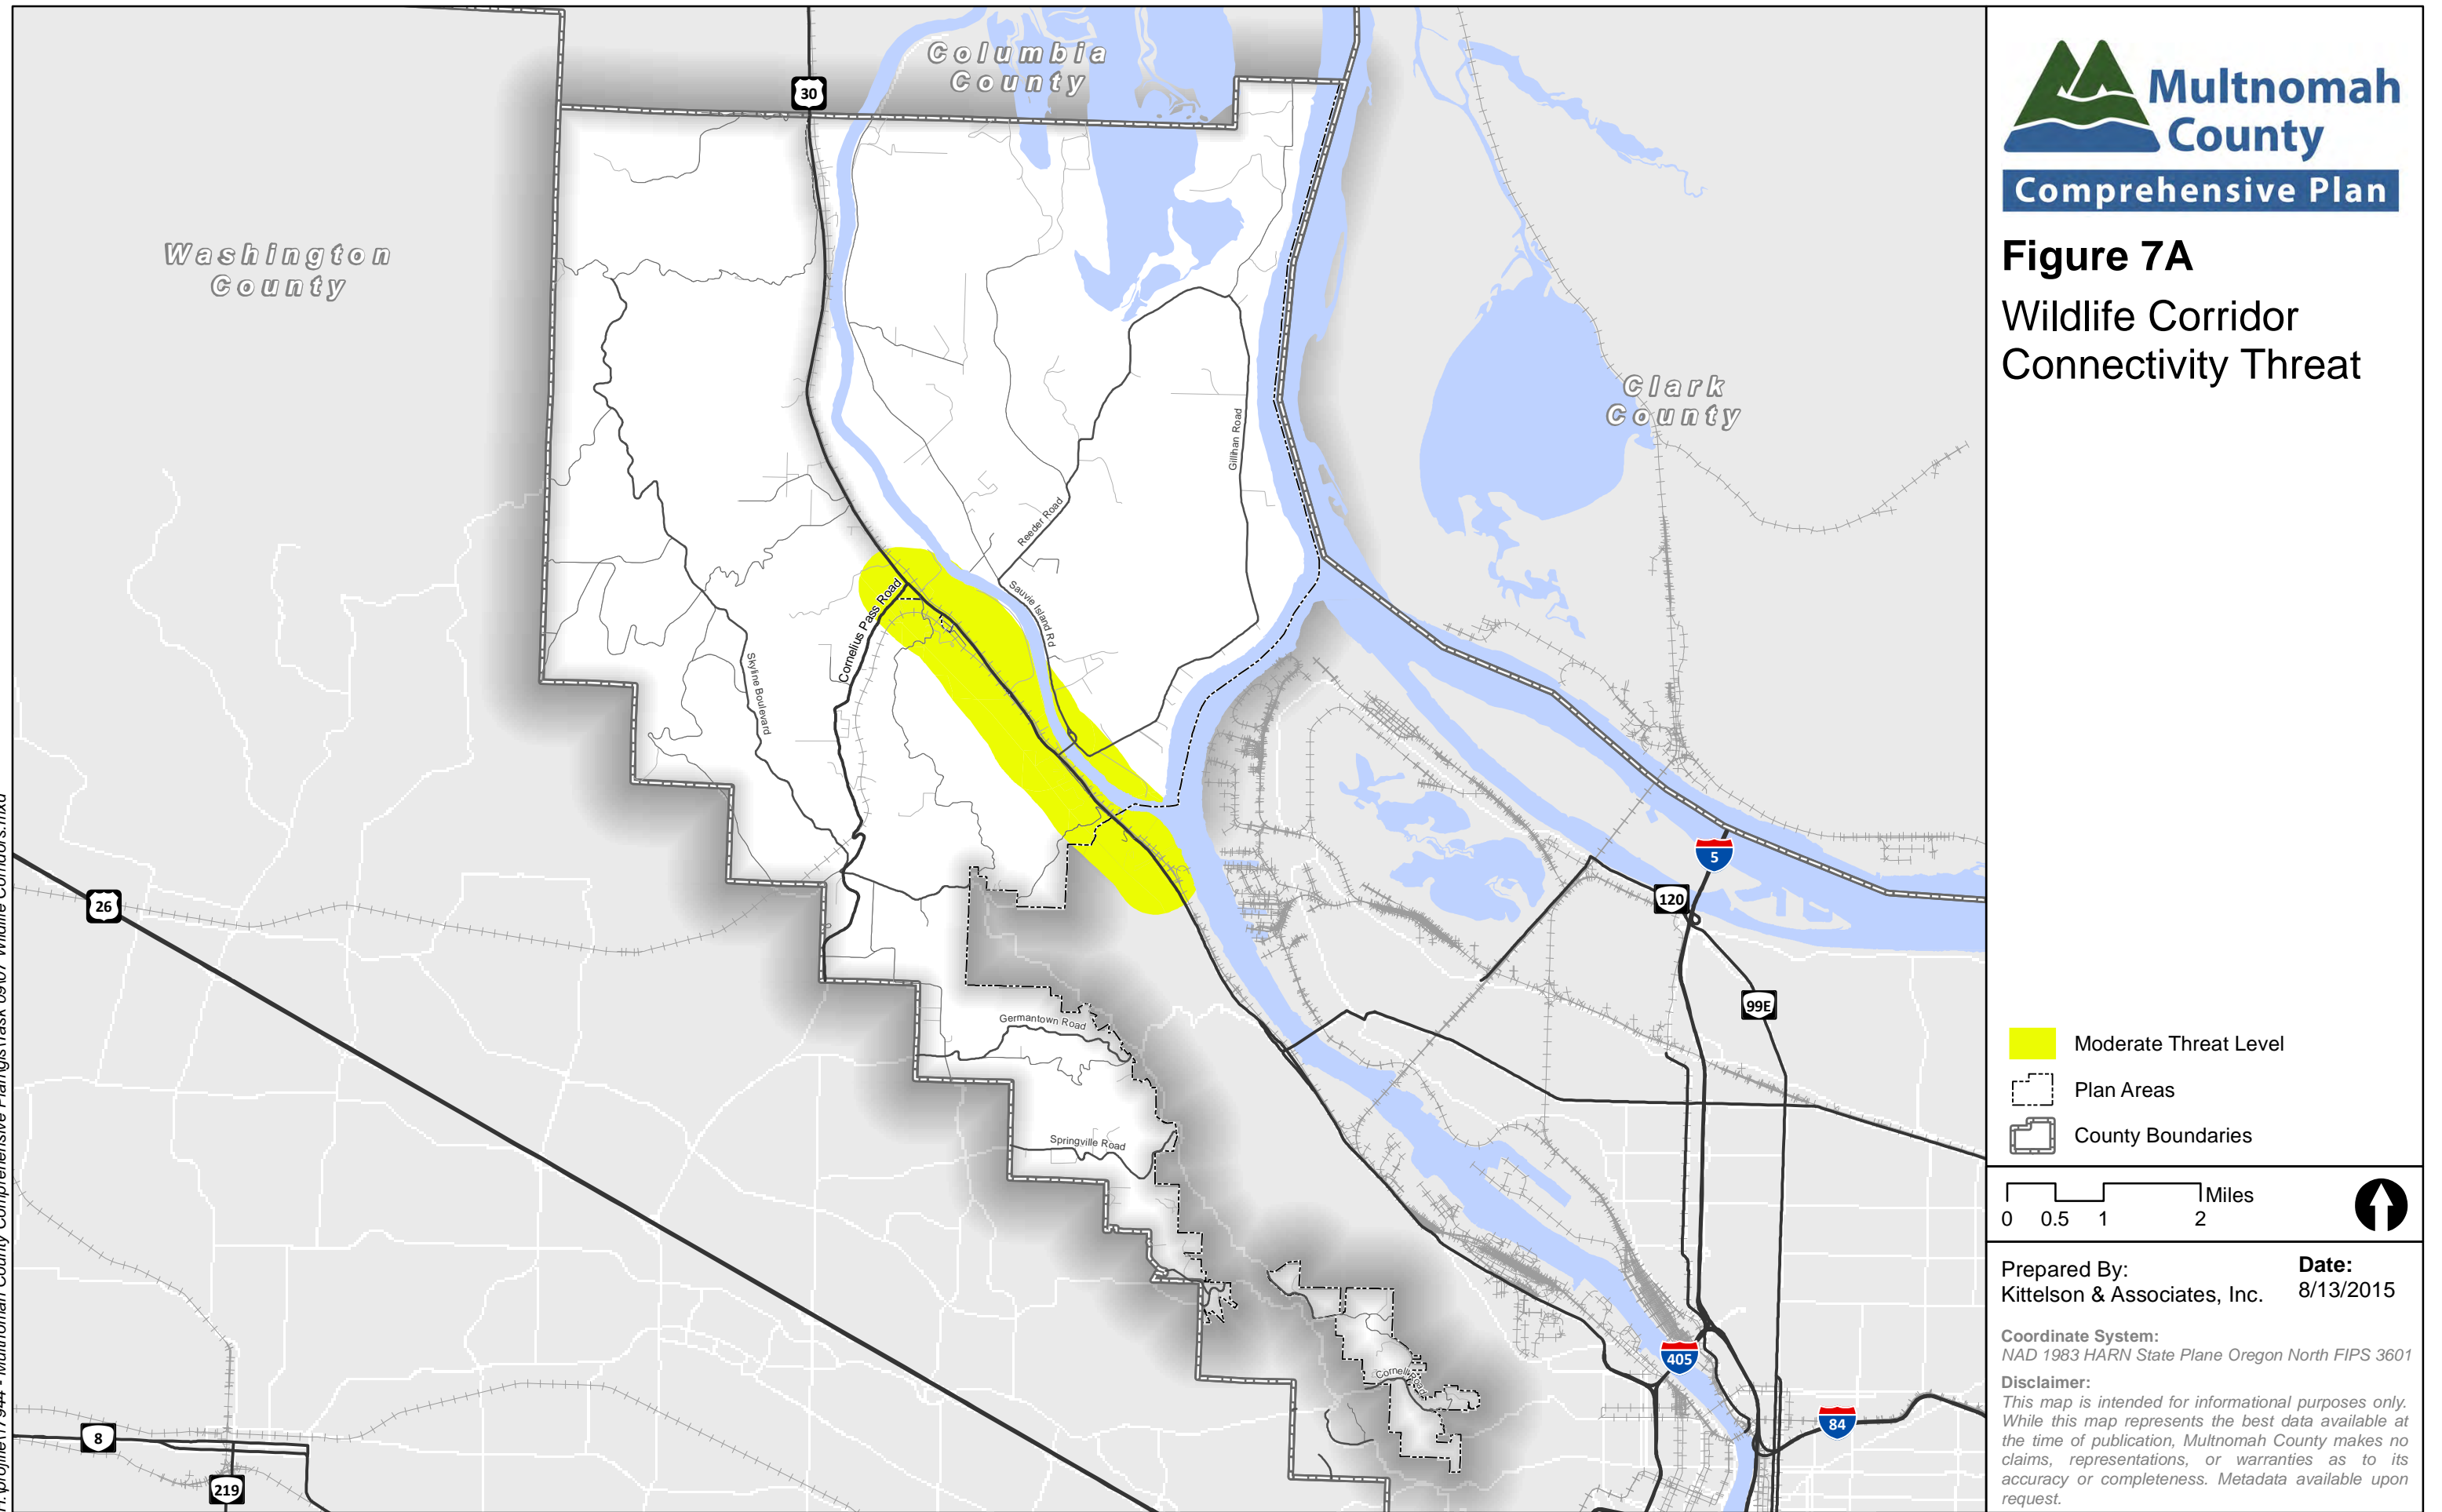 Multnomah
County
Comprehensive Plan
Figure 7A
Wildlife Corridor
Connectivity Threat
Columbia
County
Washington
County
Clark
County
30
Gillihan Road
Reeder Road
Sauvie Island Rd
Cornelius Pass Road
Skyline Boulevard
26
5
120
99E
Germantown Road
Springville Road
Cornell Road
405
84
8
219
Moderate Threat Level
Plan Areas
County Boundaries
Miles
0 0.5 1 2
Prepared By:
Kittelson & Associates, Inc.
Date:
8/13/2015
Coordinate System:
NAD 1983 HARN State Plane Oregon North FIPS 3601
Disclaimer:
This map is intended for informational purposes only.
While this map represents the best data available at
the time of publication, Multnomah County makes no
claims, representations, or warranties as to its
accuracy or completeness. Metadata available upon
request.